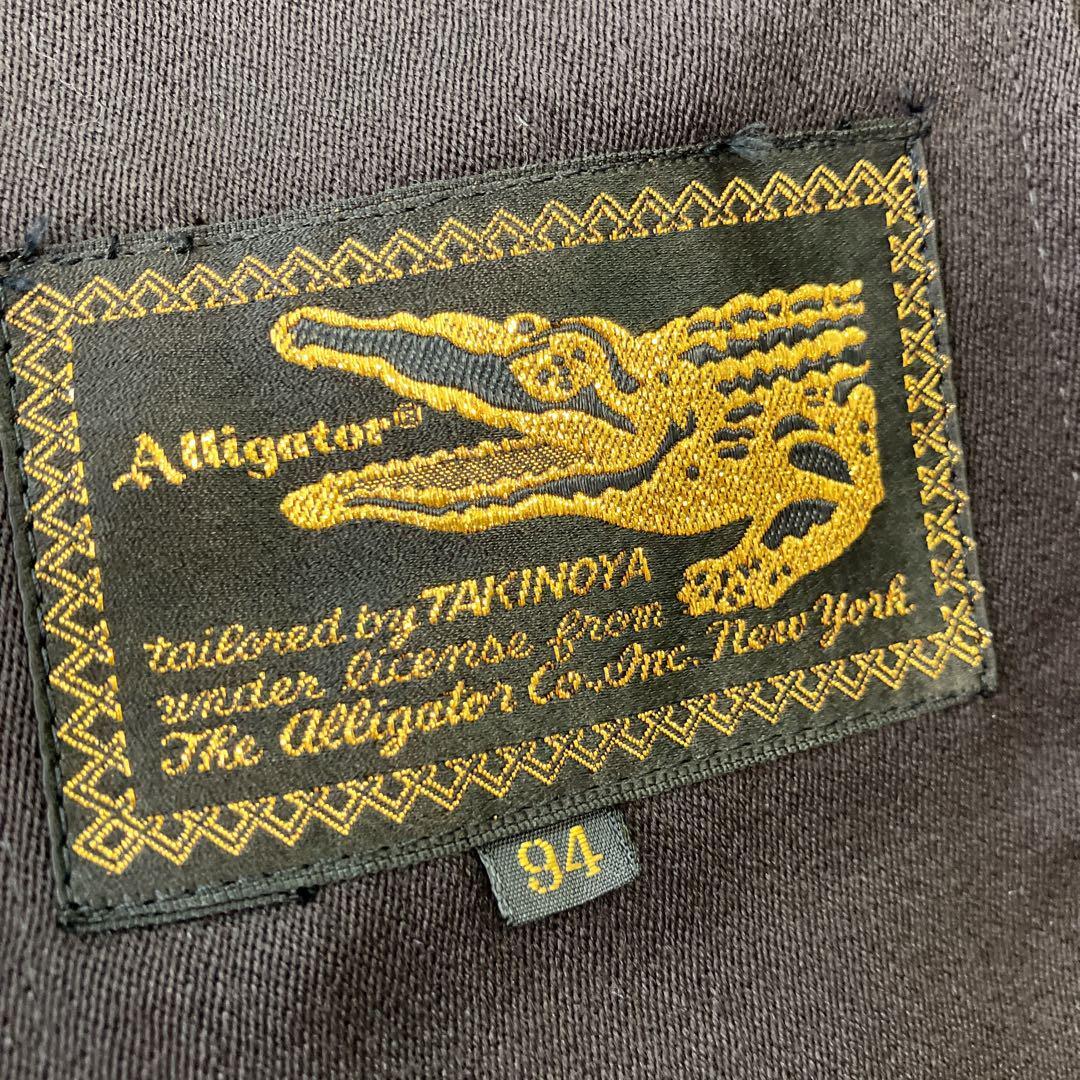 Alligator®
tailored by TAKINOYA
under license from
The Alligator Co., Inc. New York
94